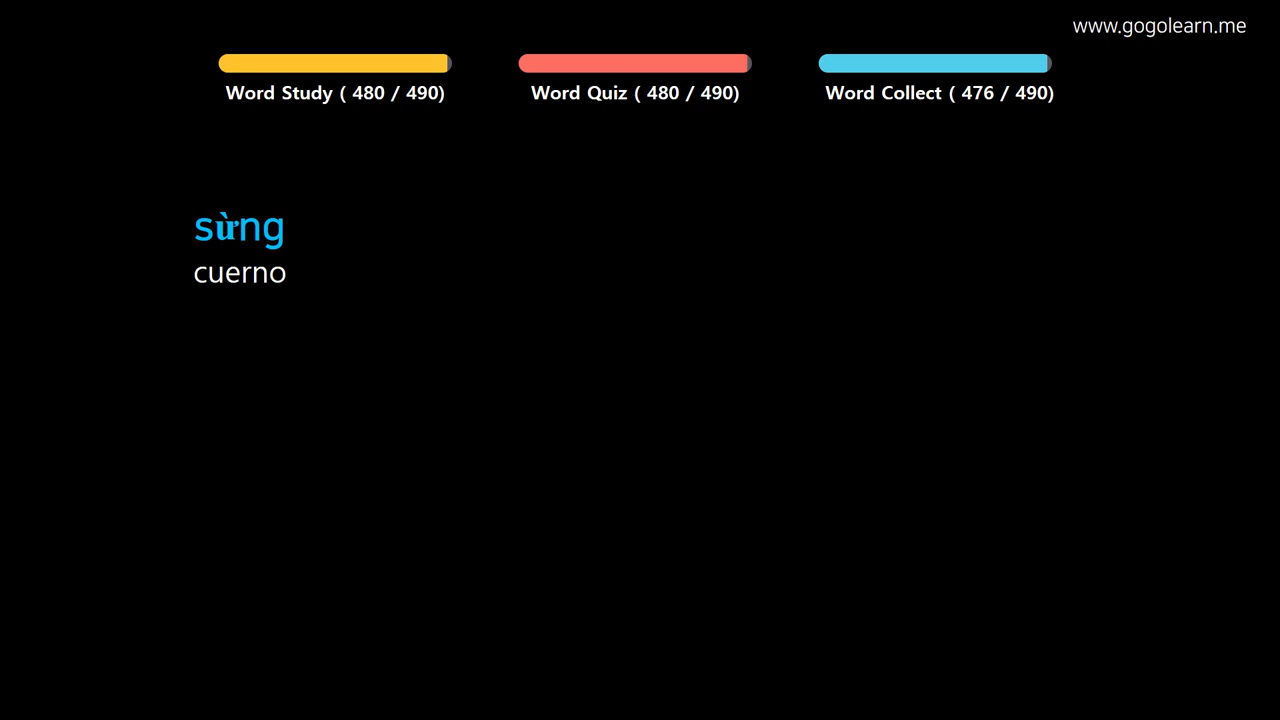 www.gogolearn.me
Word Study ( 480 / 490)
Word Quiz ( 480 / 490)
Word Collect ( 476 / 490)
sừng
cuerno